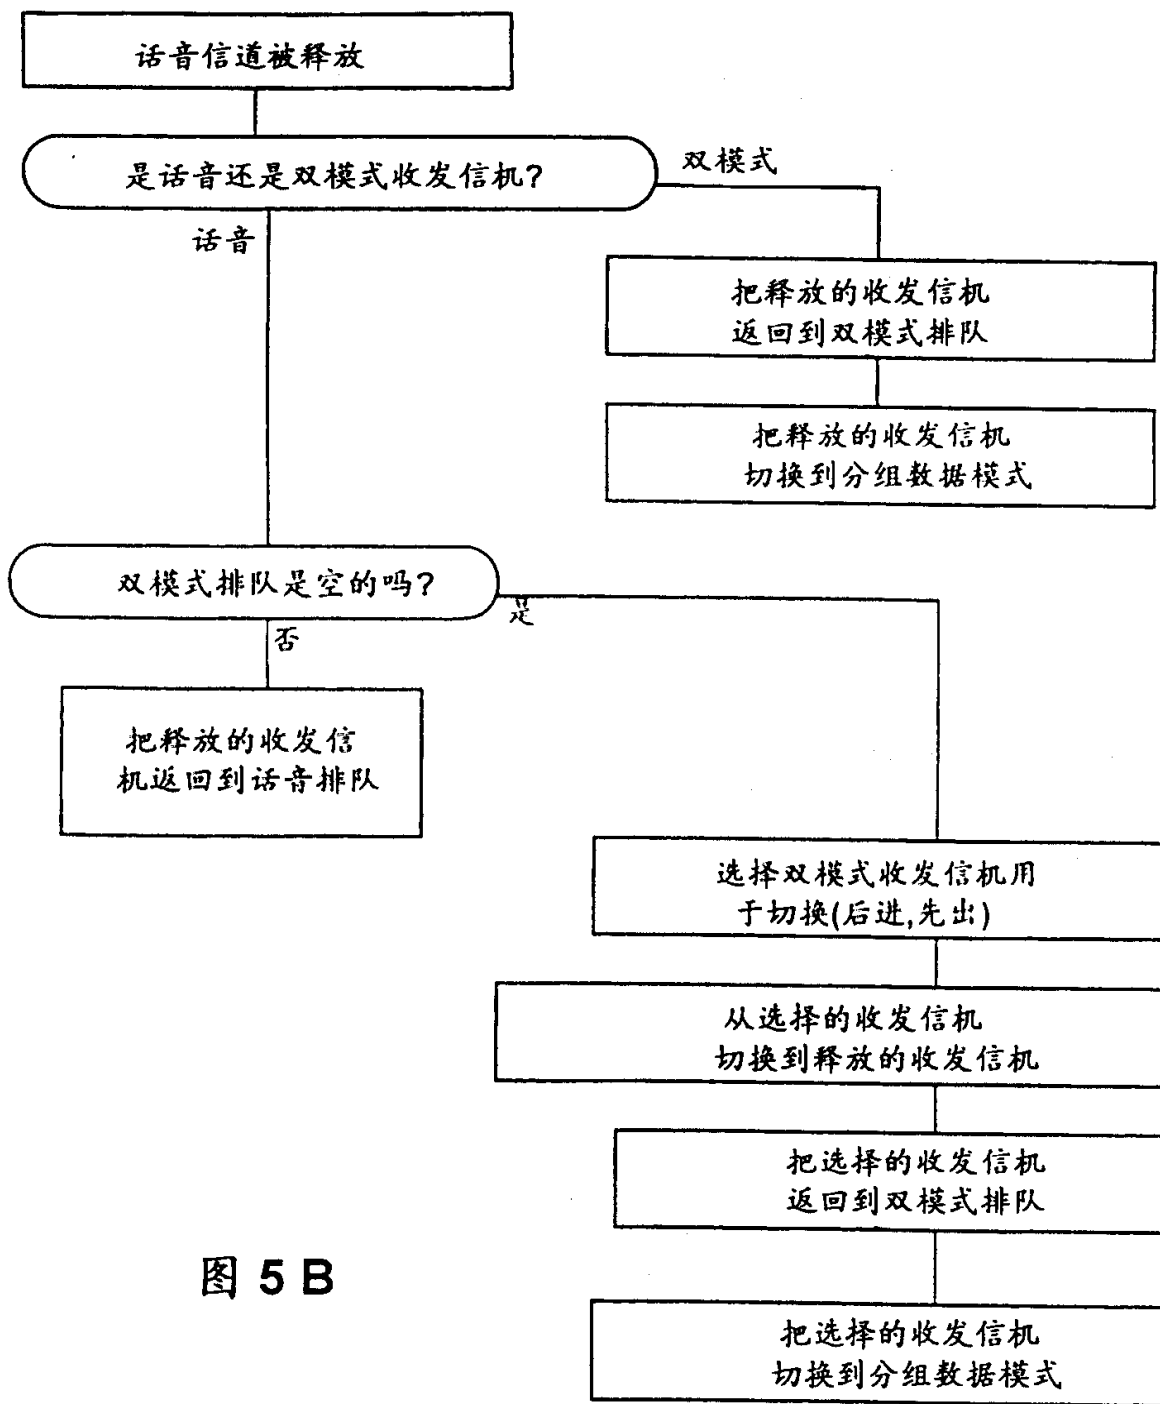 话音信道被释放
是话音还是双模式收发信机?
双模式
话音
把释放的收发信机
返回到双模式排队
把释放的收发信机
切换到分组数据模式
双模式排队是空的吗?
是
否
把释放的收发信
机返回到话音排队
选择双模式收发信机用
于切换(后进,先出)
从选择的收发信机
切换到释放的收发信机
把选择的收发信机
返回到双模式排队
图 5 B
把选择的收发信机
切换到分组数据模式